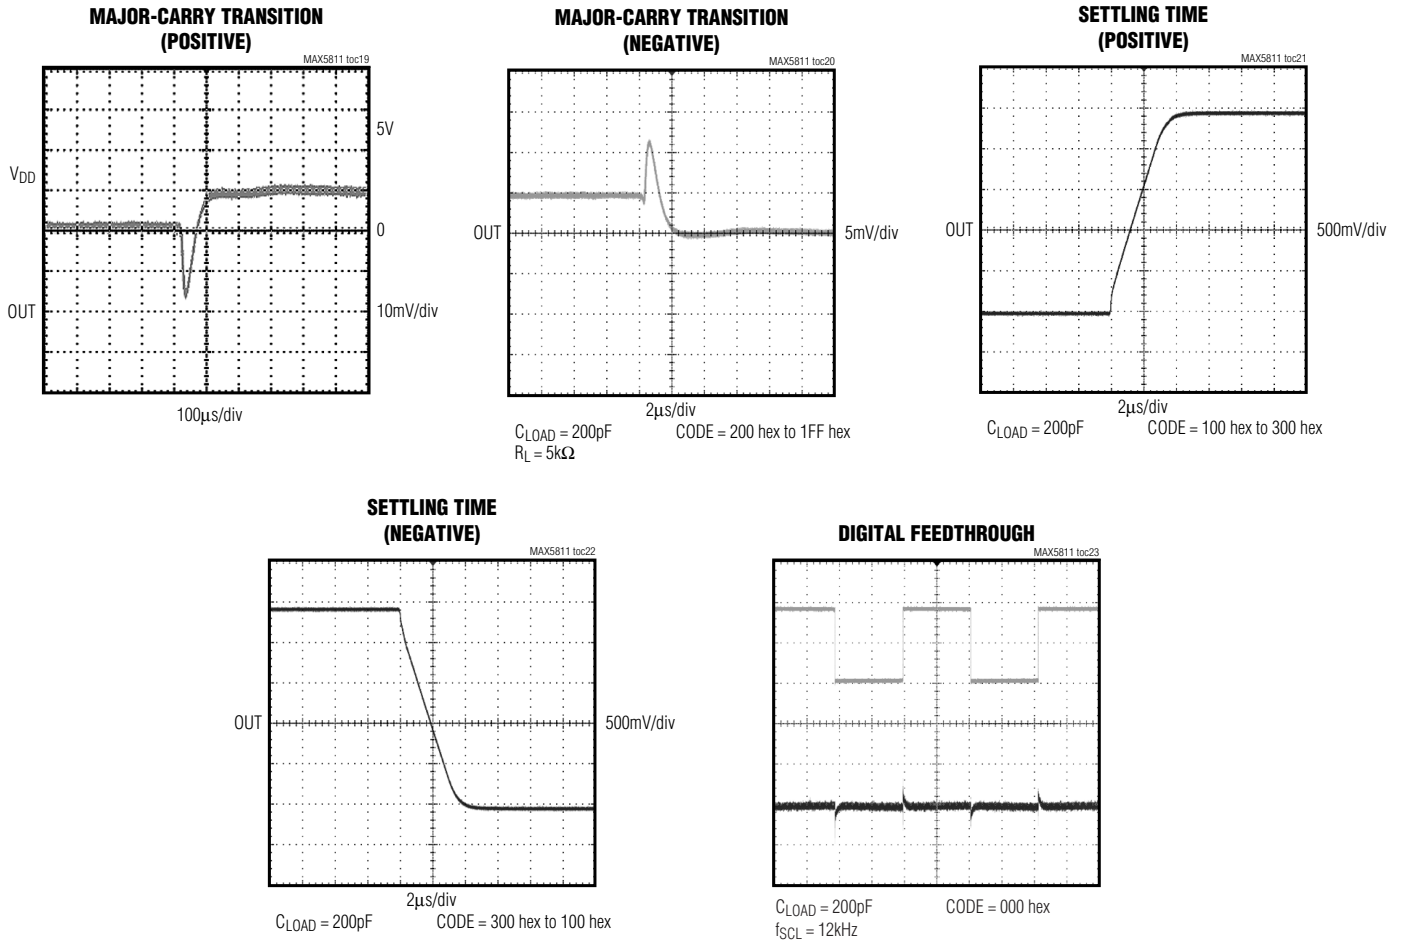 MAJOR-CARRY TRANSITION
(POSITIVE)
MAX5811 toc19
5V
VDD
0
OUT
10mV/div
100µs/div
MAJOR-CARRY TRANSITION
(NEGATIVE)
MAX5811 toc20
OUT
5mV/div
2µs/div
CLOAD = 200pF
CODE = 200 hex to 1FF hex
RL = 5kΩ
SETTLING TIME
(POSITIVE)
MAX5811 toc21
OUT
500mV/div
2µs/div
CLOAD = 200pF
CODE = 100 hex to 300 hex
SETTLING TIME
(NEGATIVE)
MAX5811 toc22
OUT
500mV/div
2µs/div
CLOAD = 200pF
CODE = 300 hex to 100 hex
DIGITAL FEEDTHROUGH
MAX5811 toc23
CLOAD = 200pF
CODE = 000 hex
fSCL = 12kHz